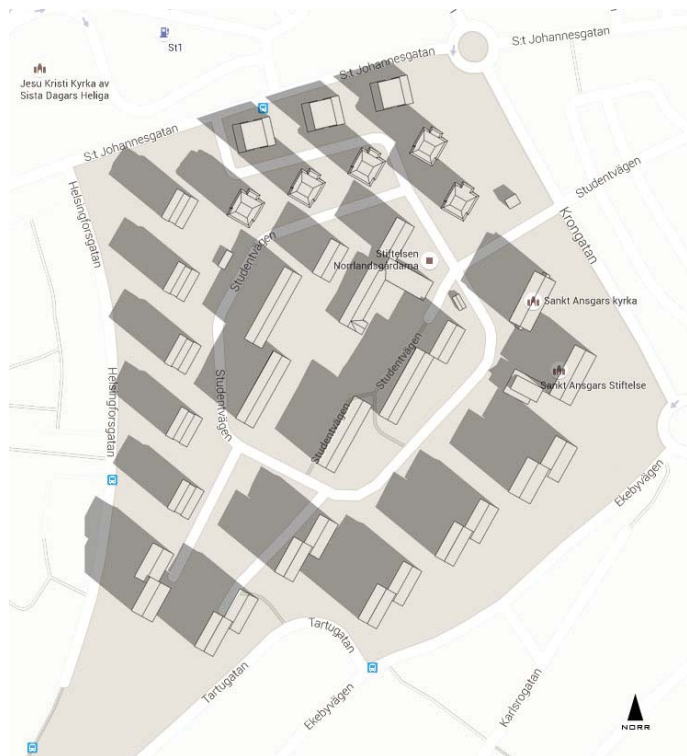 St1
S:t Johannesgatan
S:t Johannesgatan
Jesu Kristi Kyrka av
Sista Dagars Heliga
S:t Johannesgatan
Studentvägen
Helsingforsgatan
Krongatan
Studentvägen
Stiftelsen
Norrlandsgårdarna
Sankt Ansgars kyrka
Studentvägen
Sankt Ansgars Stiftelse
Helsingforsgatan
Studentvägen
Studentvägen
Ekebyvägen
Tartugatan
Tartugatan
Ekebyvägen
Karlsrogatan
NORR